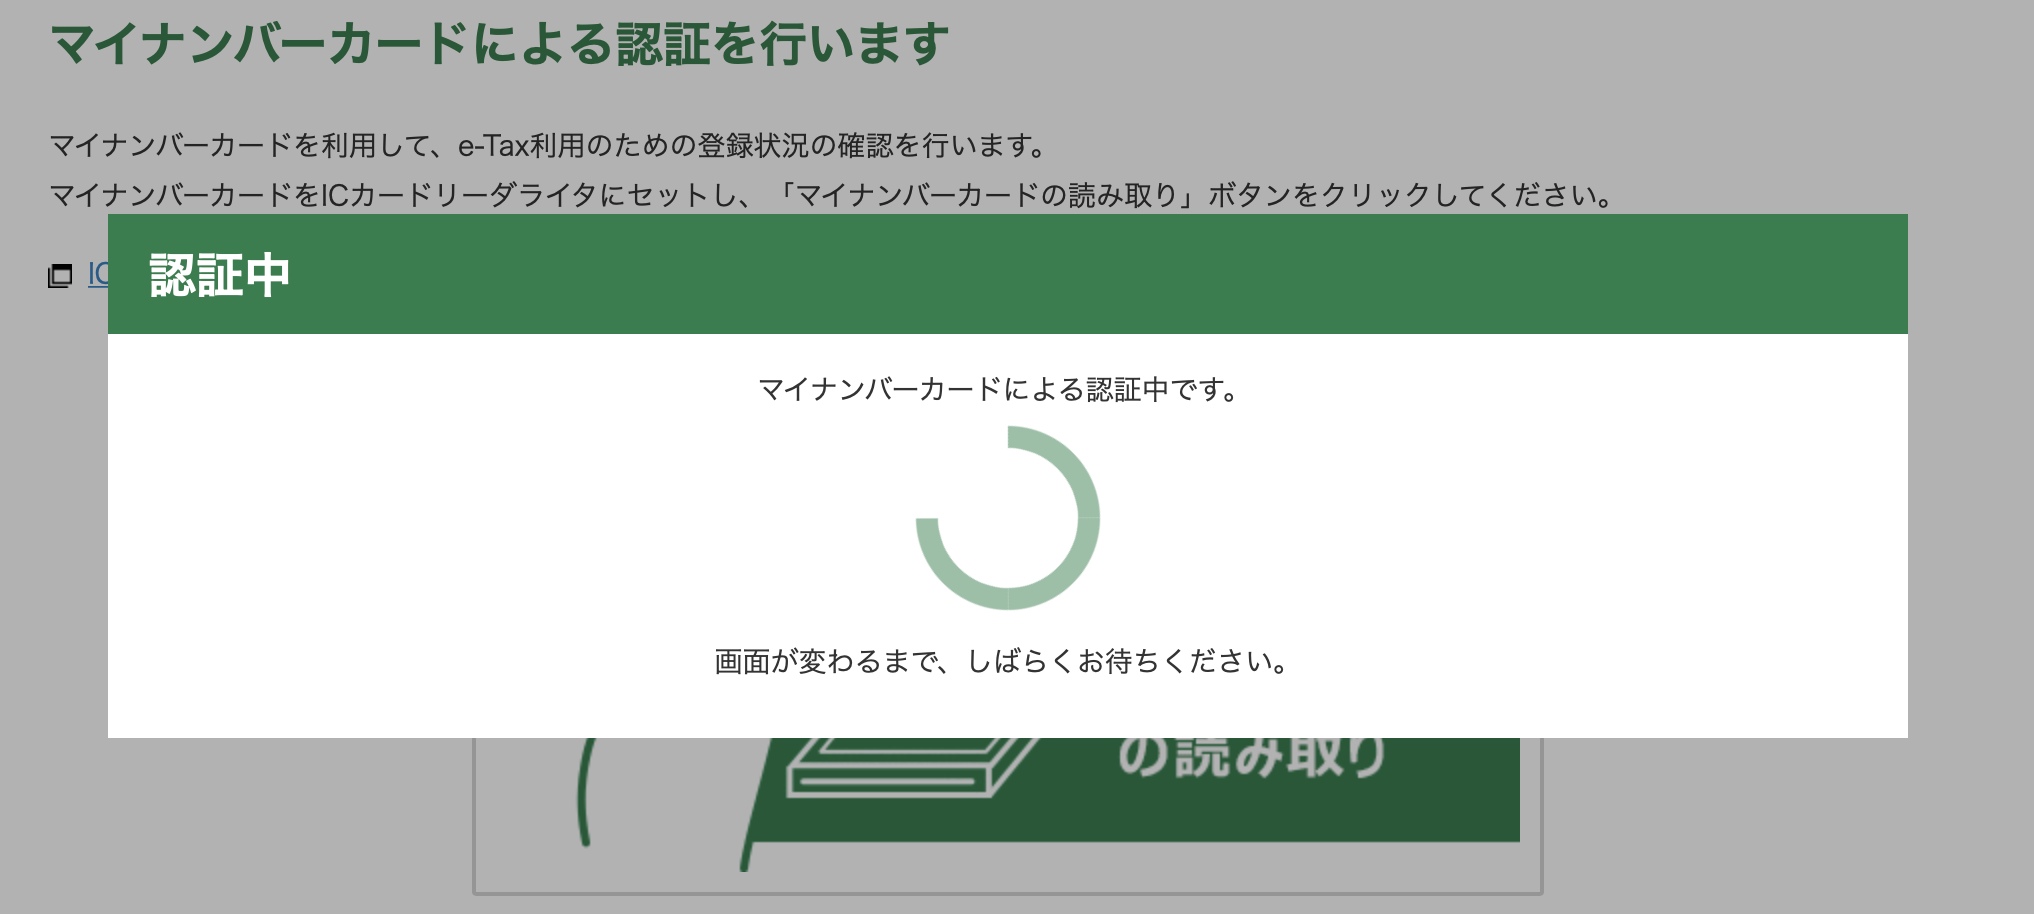 マイナンバーカードによる認証を行います
マイナンバーカードを利用して、e-Tax利用のための登録状況の確認を行います。
マイナンバーカードをICカードリーダライタにセットし、「マイナンバーカードの読み取り」ボタンをクリックしてください。
IC
認証中
マイナンバーカードによる認証中です。
画面が変わるまで、しばらくお待ちください。
の読み取り